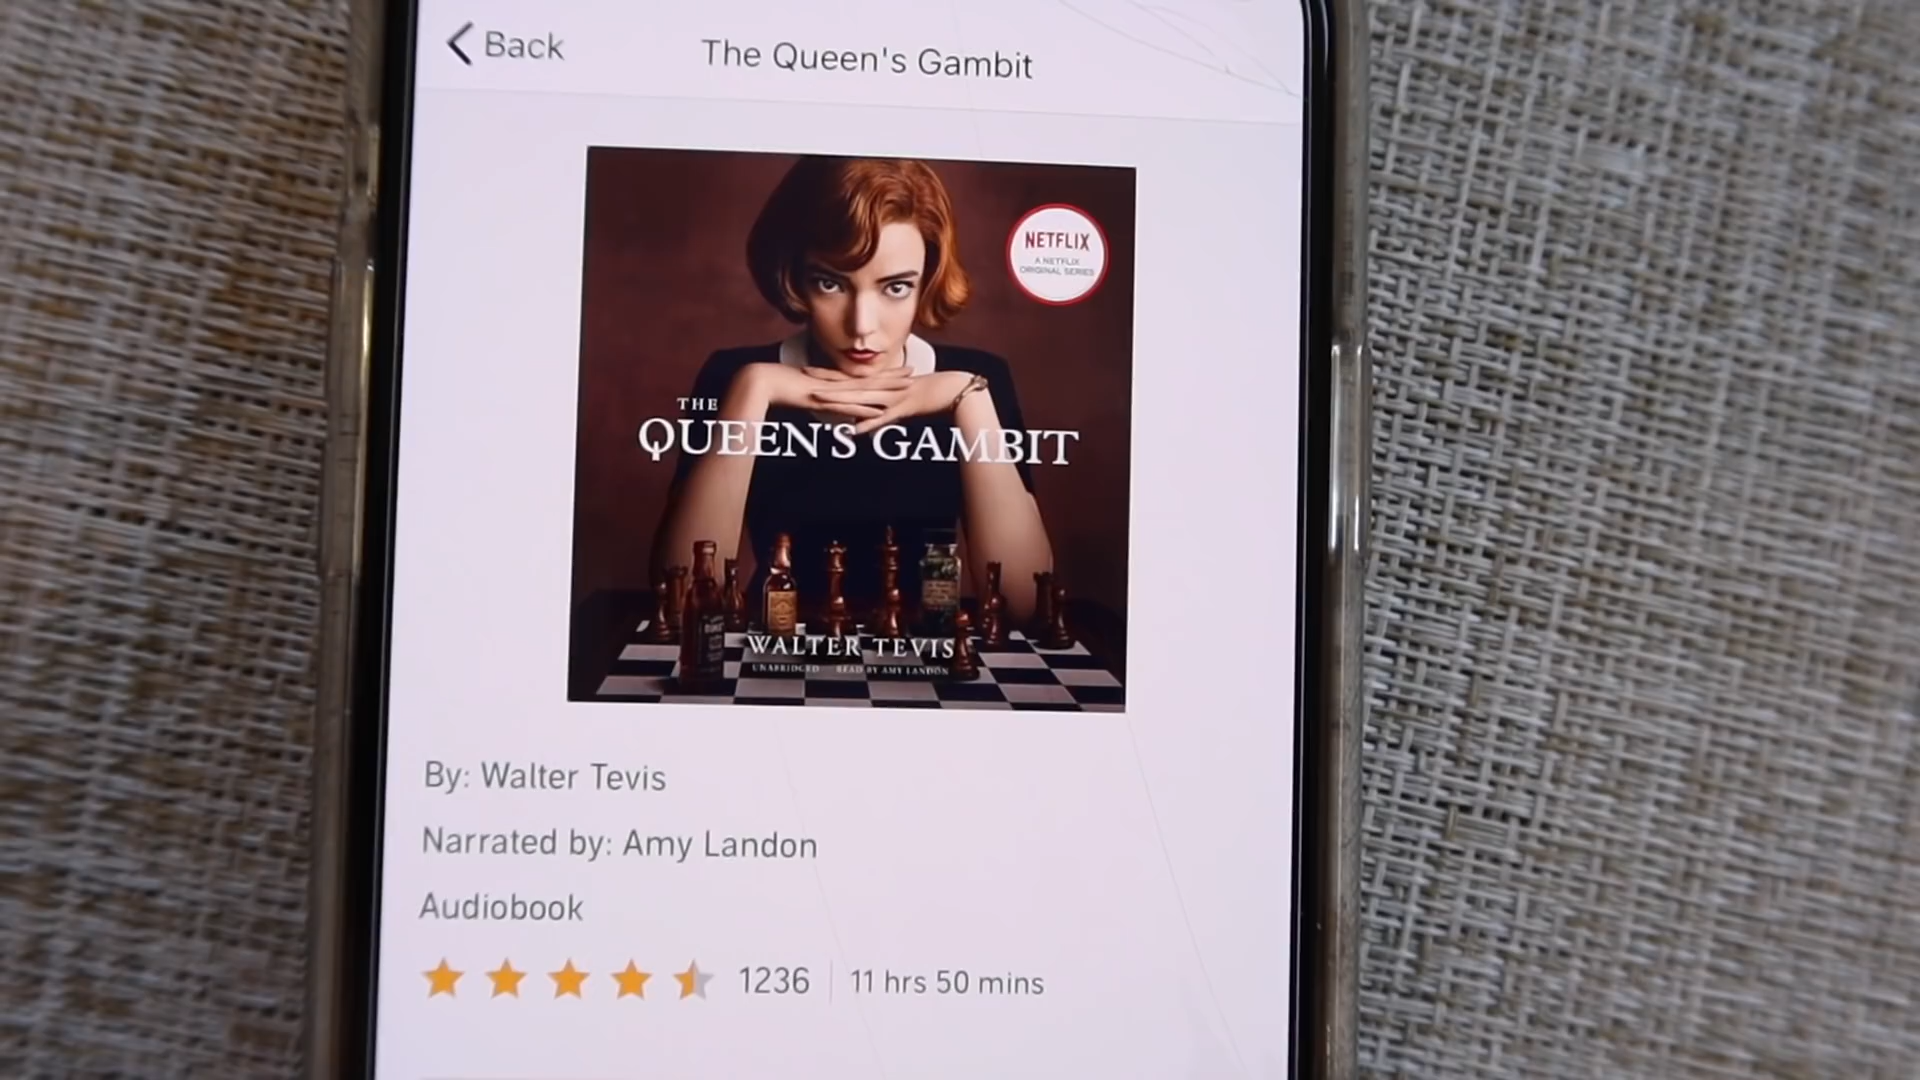 Back
The Queen's Gambit
NETFLIX
A NETFLIX
ORIGINAL SERIES
THE
QUEEN'S GAMBIT
WALTER TEVIS
UNABRIDGED READ BY AMY LANDON
By: Walter Tevis
Narrated by: Amy Landon
Audiobook
1236 11 hrs 50 mins